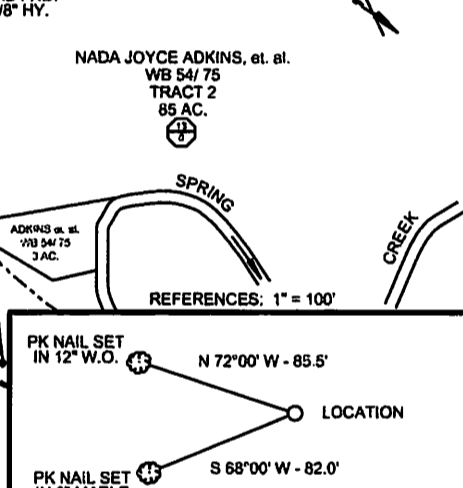 /8" HY.
NADA JOYCE ADKINS, et. al.
WB 54/ 75
TRACT 2
85 AC.
SPRING
CREEK
ADKINS et. al.
WB 54/ 75
3 AC.
REFERENCES: 1" = 100'
PK NAIL SET
IN 12" W.O.
N 72°00' W - 85.5'
LOCATION
S 68°00' W - 82.0'
PK NAIL SET